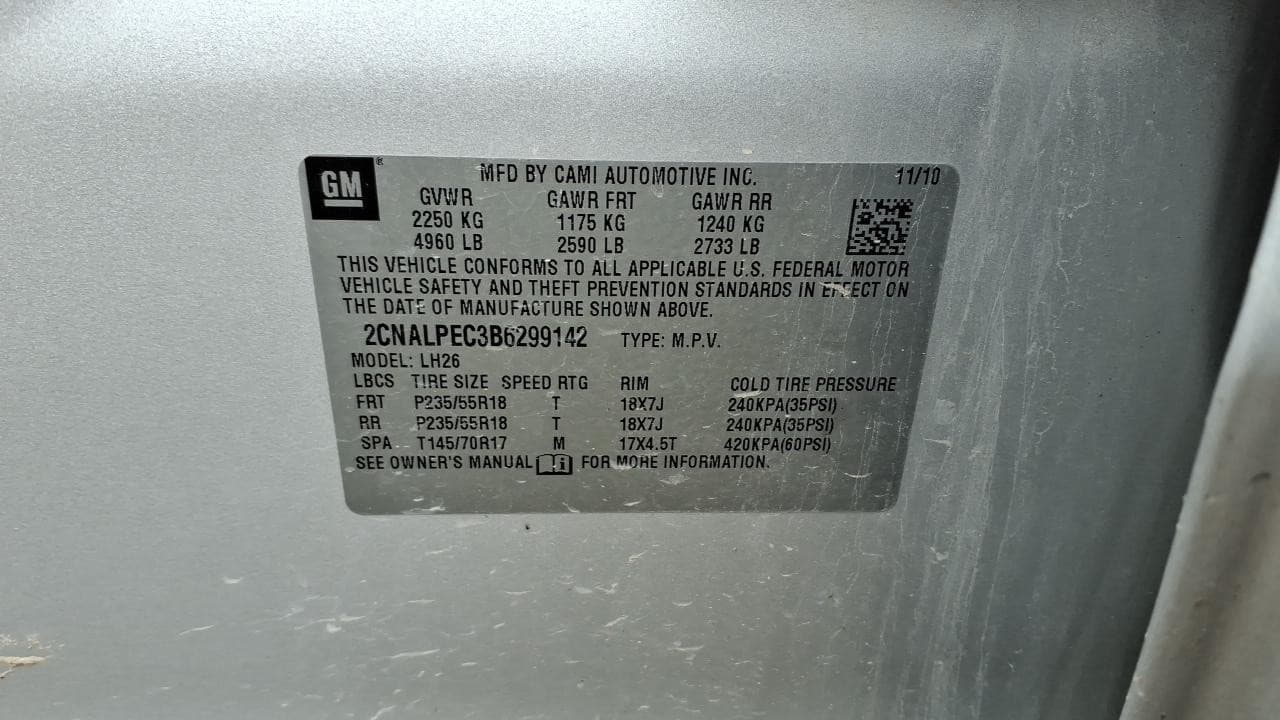 GM® MFD BY CAMI AUTOMOTIVE INC. 11/10
GVWR GAWR FRT GAWR RR
2250 KG 1175 KG 1240 KG
4960 LB 2590 LB 2733 LB
THIS VEHICLE CONFORMS TO ALL APPLICABLE U.S. FEDERAL MOTOR
VEHICLE SAFETY AND THEFT PREVENTION STANDARDS IN EFFECT ON
THE DATE OF MANUFACTURE SHOWN ABOVE.
2CNALPEC3B6299142 TYPE: M.P.V.
MODEL: LH26
LBCS TIRE SIZE SPEED RTG RIM COLD TIRE PRESSURE
FRT P235/55R18 T 18X7J 240KPA(35PSI)
RR P235/55R18 T 18X7J 240KPA(35PSI)
SPA T145/70R17 M 17X4.5T 420KPA(60PSI)
SEE OWNER'S MANUAL i FOR MORE INFORMATION.